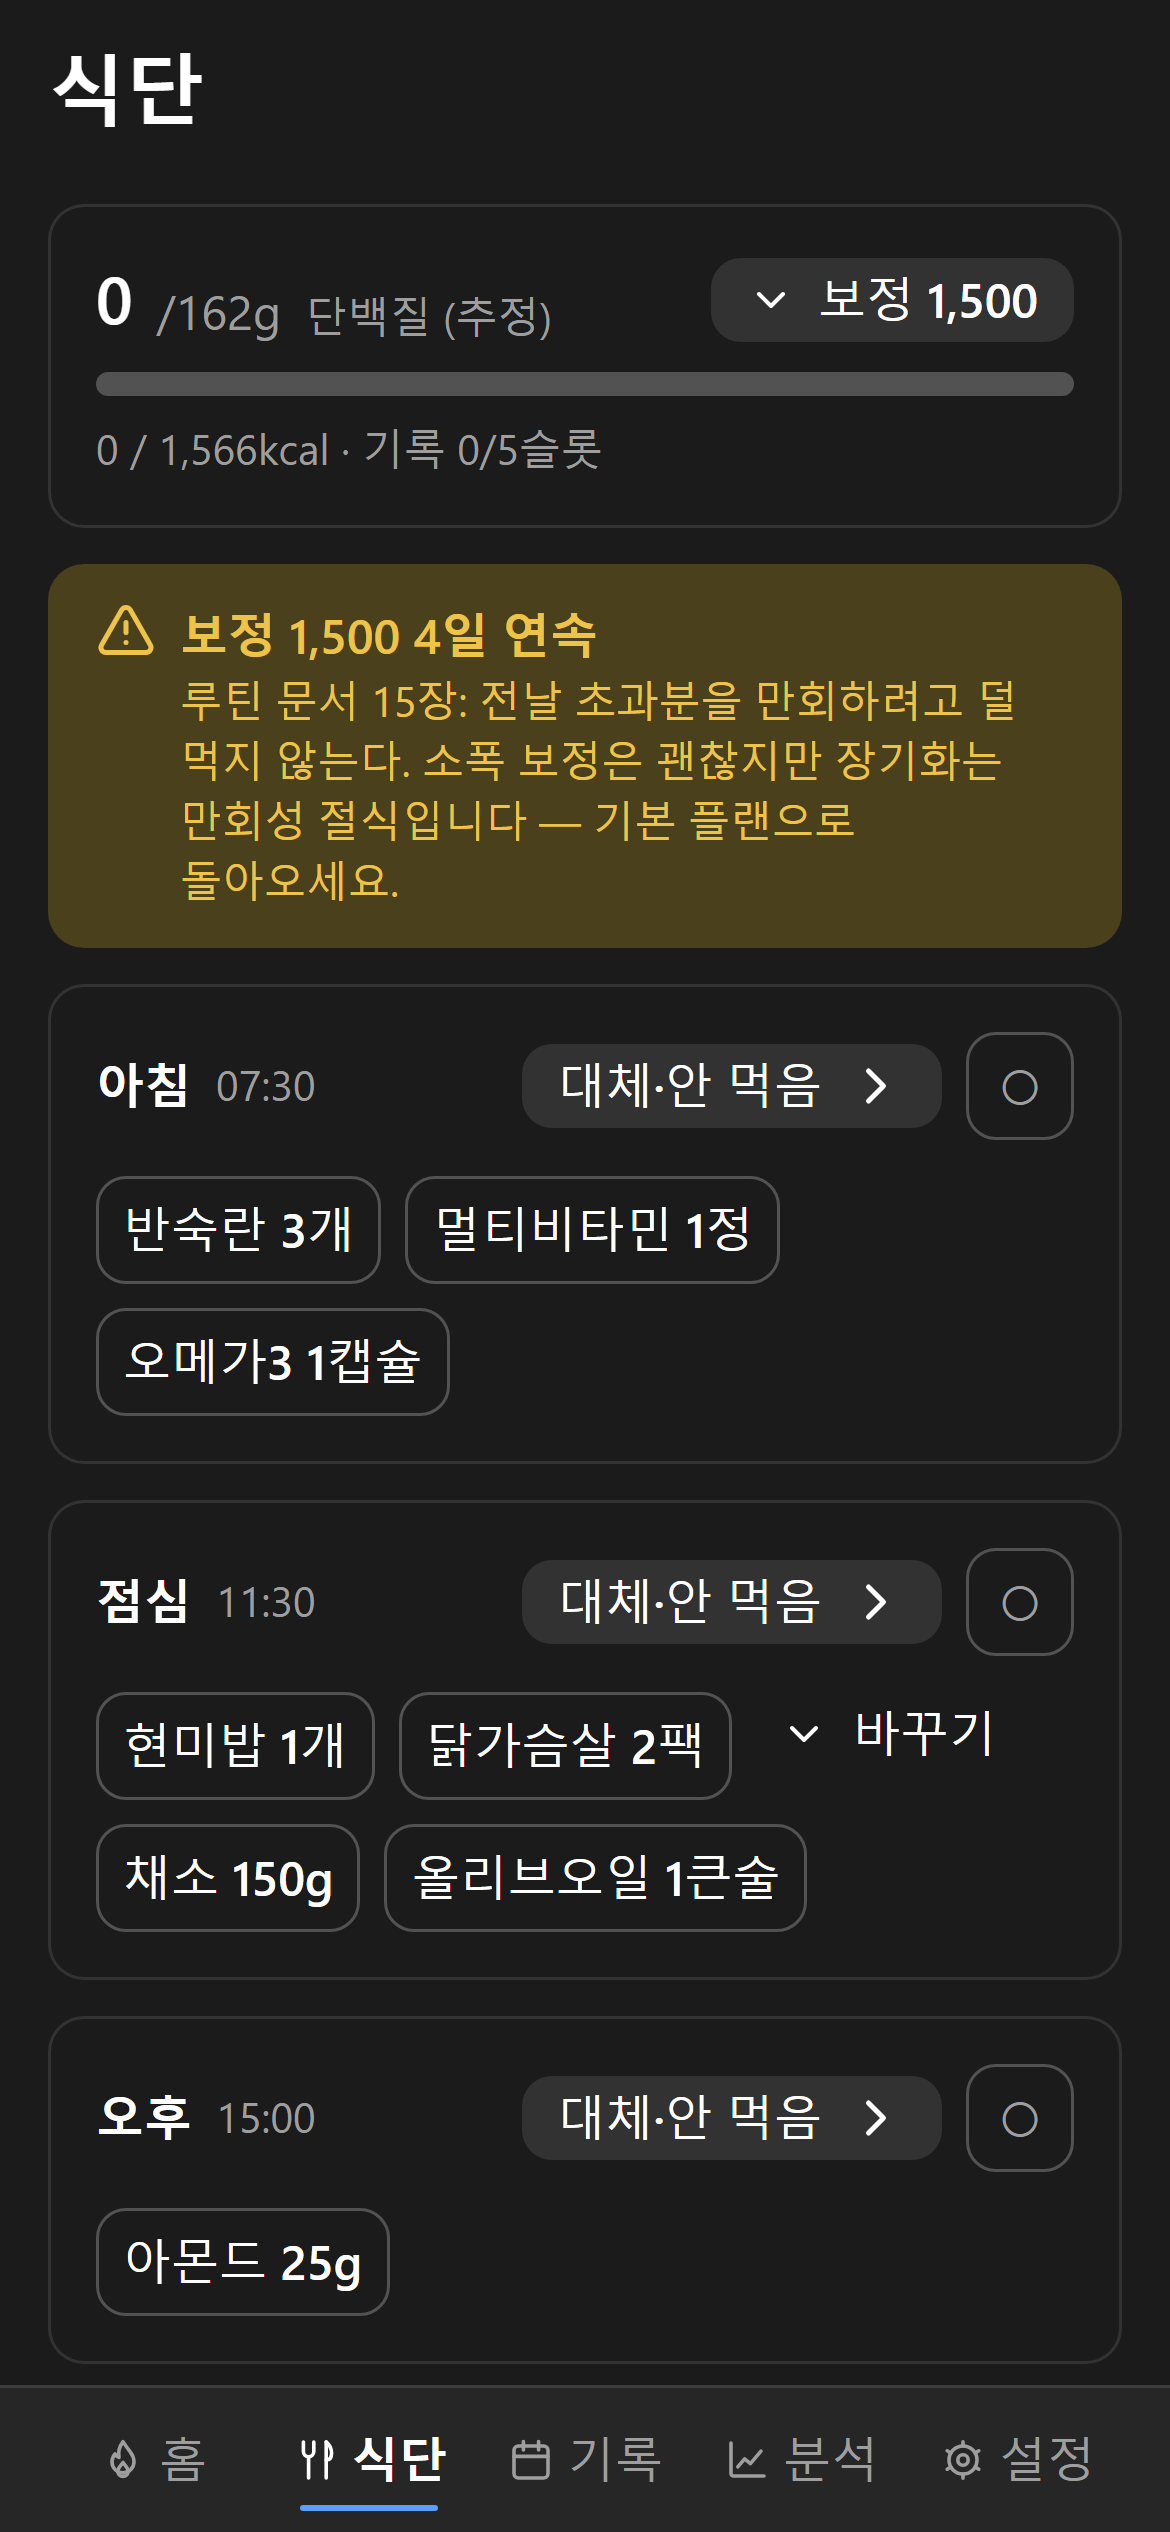 식단
0 /162g 단백질 (추정)
보정 1,500
0 / 1,566kcal · 기록 0/5슬롯
보정 1,500 4일 연속
루틴 문서 15장: 전날 초과분을 만회하려고 덜
먹지 않는다. 소폭 보정은 괜찮지만 장기화는
만회성 절식입니다 — 기본 플랜으로
돌아오세요.
아침 07:30 대체·안 먹음
반숙란 3개 멀티비타민 1정
오메가3 1캡슐
점심 11:30 대체·안 먹음
현미밥 1개 닭가슴살 2팩 바꾸기
채소 150g 올리브오일 1큰술
오후 15:00 대체·안 먹음
아몬드 25g
홈 식단 기록 분석 설정